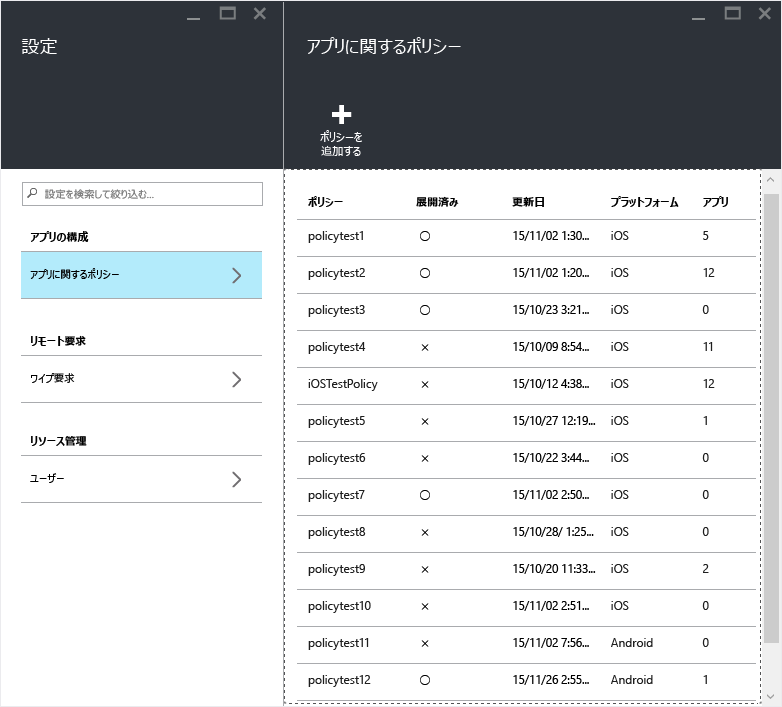 設定
設定を検索して絞り込む...
アプリの構成
アプリに関するポリシー
リモート要求
ワイプ要求
リソース管理
ユーザー
アプリに関するポリシー
ポリシーを
追加する
ポリシー 展開済み 更新日 プラットフォーム アプリ
policytest1 ○ 15/11/02 1:30... iOS 5
policytest2 ○ 15/11/02 1:20... iOS 12
policytest3 ○ 15/10/23 3:21... iOS 0
policytest4 × 15/10/09 8:54... iOS 11
iOSTestPolicy × 15/10/12 4:38... iOS 12
policytest5 × 15/10/27 12:19... iOS 1
policytest6 × 15/10/22 3:44... iOS 0
policytest7 ○ 15/11/02 2:50... iOS 0
policytest8 × 15/10/28/ 1:25... iOS 0
policytest9 × 15/10/20 11:33... iOS 2
policytest10 × 15/11/02 2:51... iOS 0
policytest11 × 15/11/02 7:56... Android 0
policytest12 ○ 15/11/26 2:55... Android 1